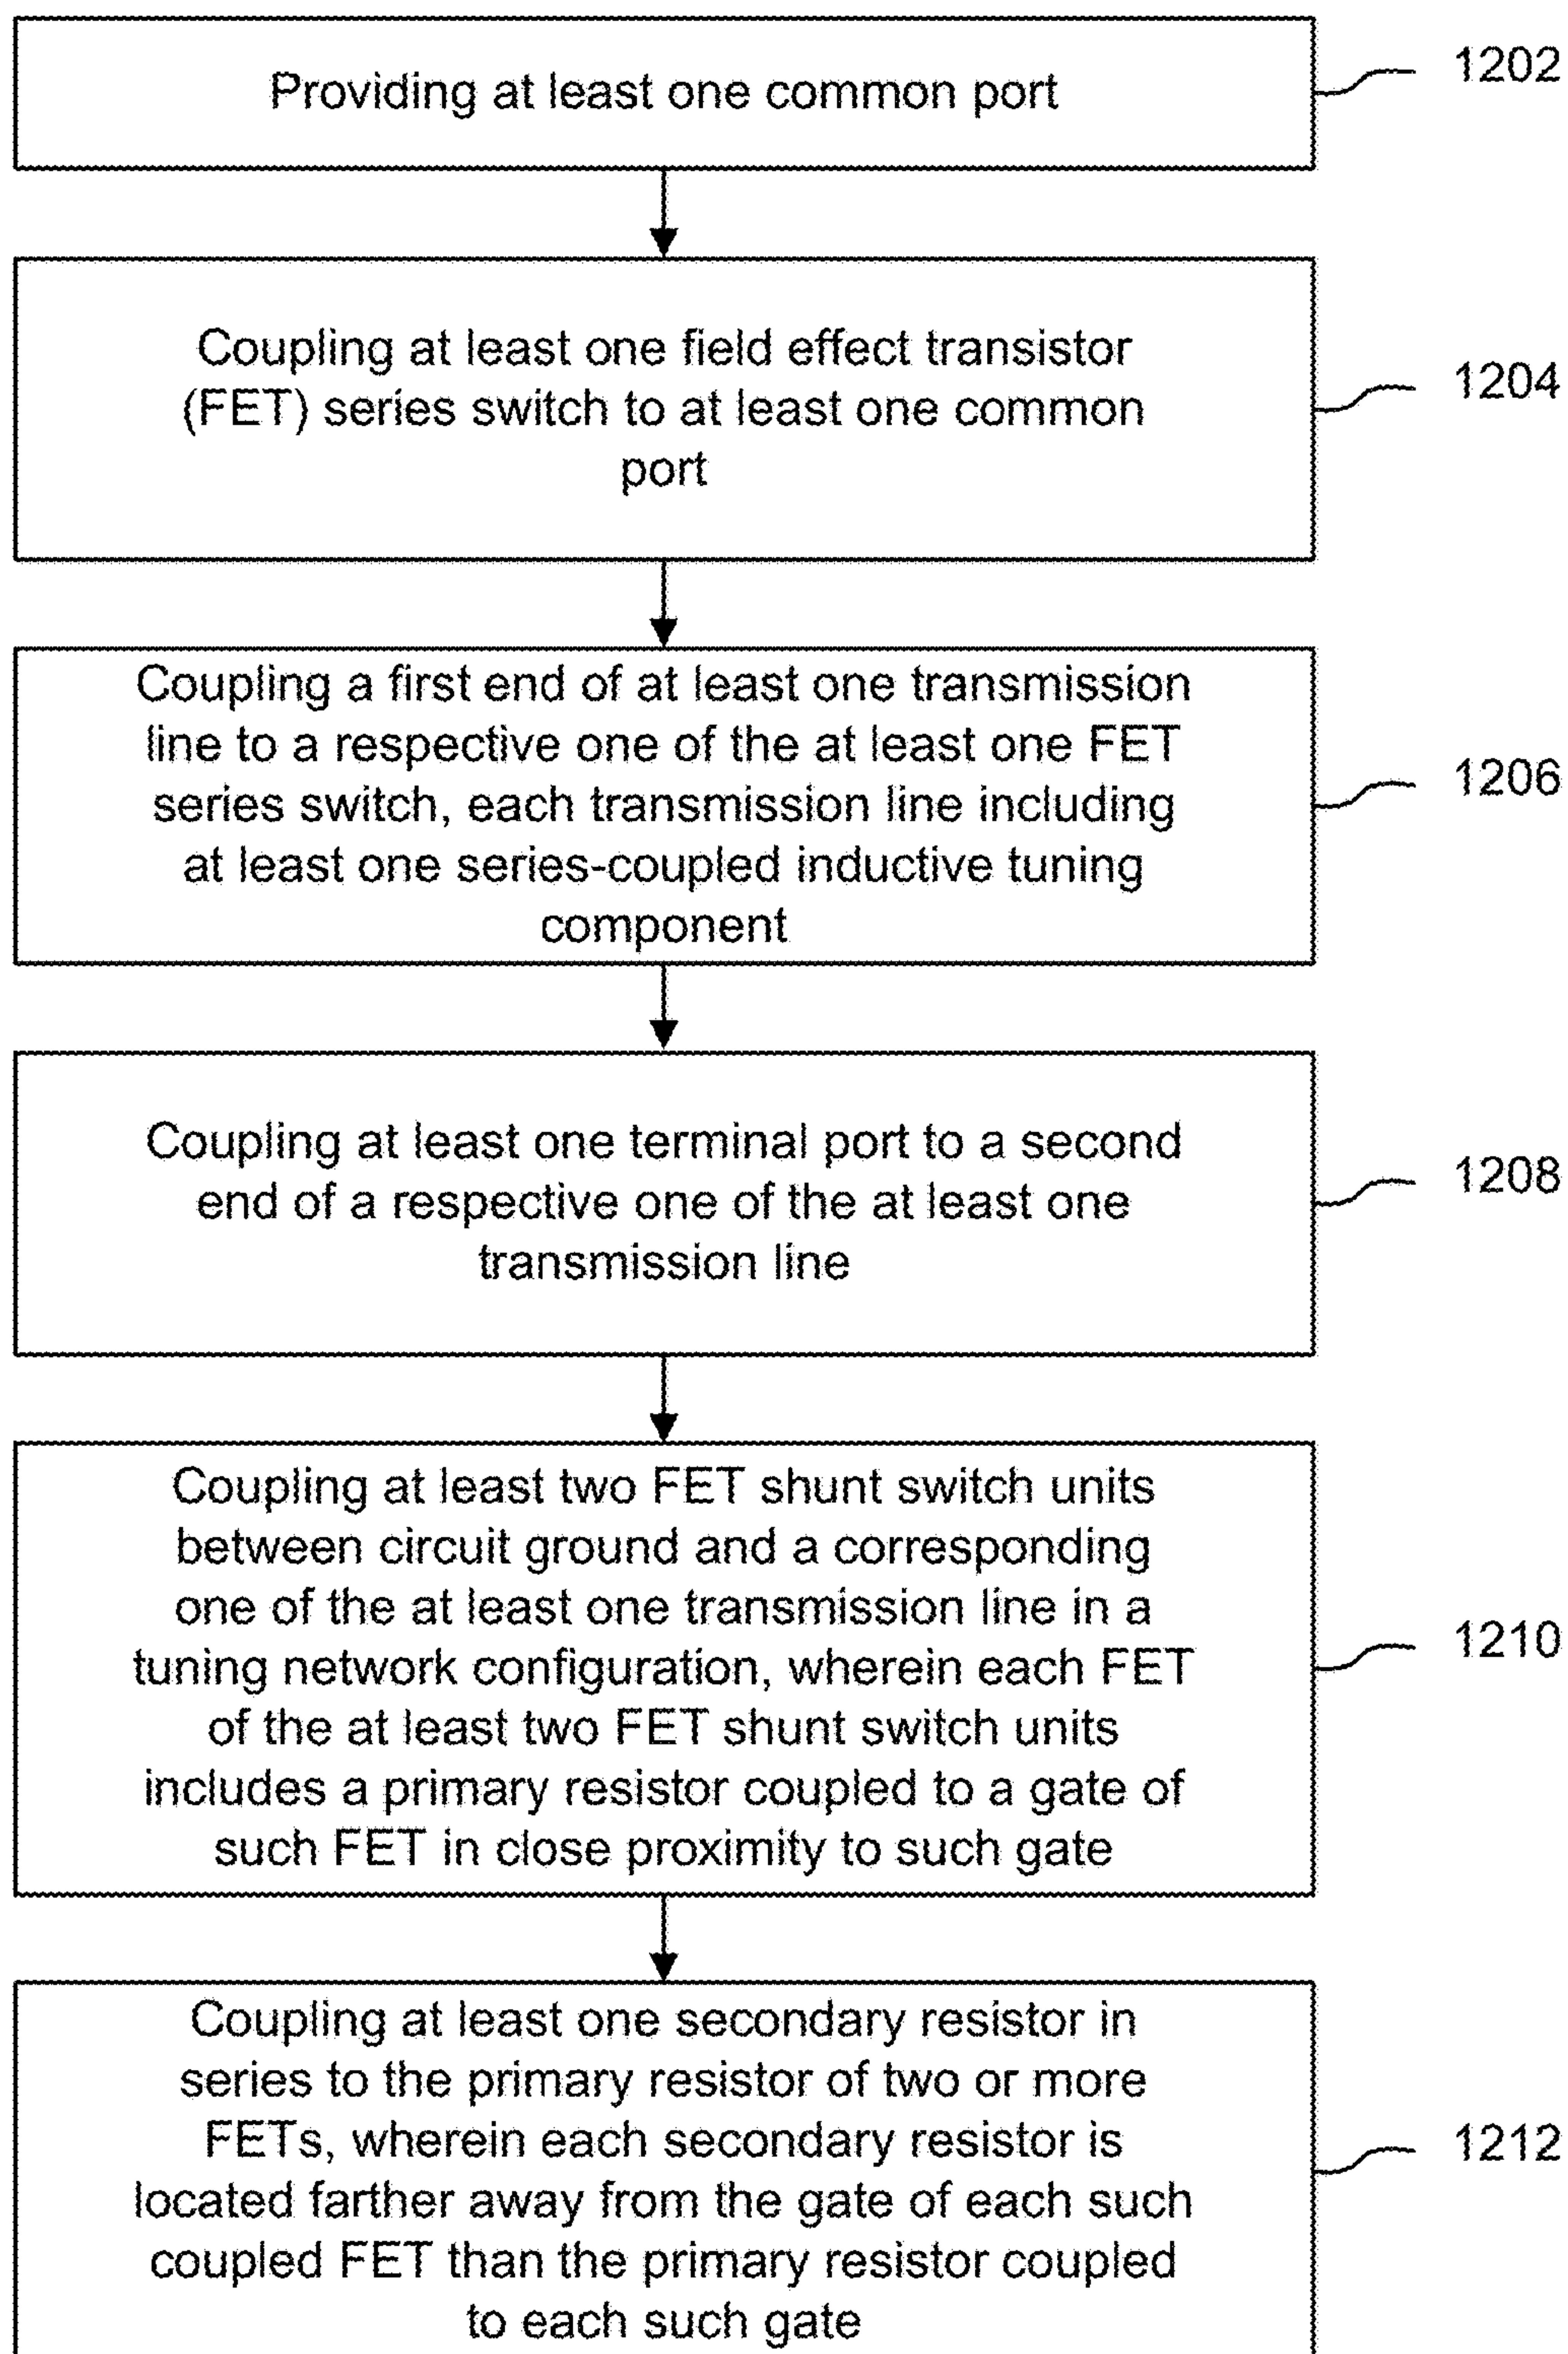 Providing at least one common port
1202
Coupling at least one field effect transistor
(FET) series switch to at least one common
port
1204
Coupling a first end of at least one transmission
line to a respective one of the at least one FET
series switch, each transmission line including
at least one series-coupled inductive tuning
component
1206
Coupling at least one terminal port to a second
end of a respective one of the at least one
transmission line
1208
Coupling at least two FET shunt switch units
between circuit ground and a corresponding
one of the at least one transmission line in a
tuning network configuration, wherein each FET
of the at least two FET shunt switch units
includes a primary resistor coupled to a gate of
such FET in close proximity to such gate
1210
Coupling at least one secondary resistor in
series to the primary resistor of two or more
FETs, wherein each secondary resistor is
located farther away from the gate of each such
coupled FET than the primary resistor coupled
to each such gate
1212